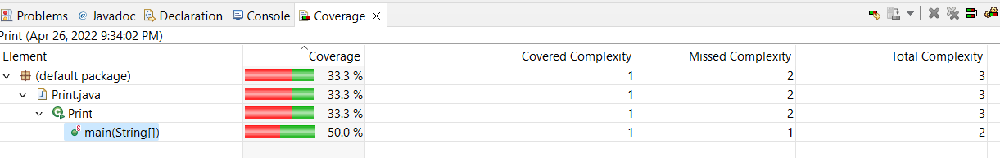 Problems @ Javadoc Declaration Console Coverage
Print (Apr 26, 2022 9:34:02 PM)
Element Coverage Covered Complexity Missed Complexity Total Complexity
(default package) 33.3 % 1 2 3
Print.java 33.3 % 1 2 3
Print 33.3 % 1 2 3
main(String[]) 50.0 % 1 1 2